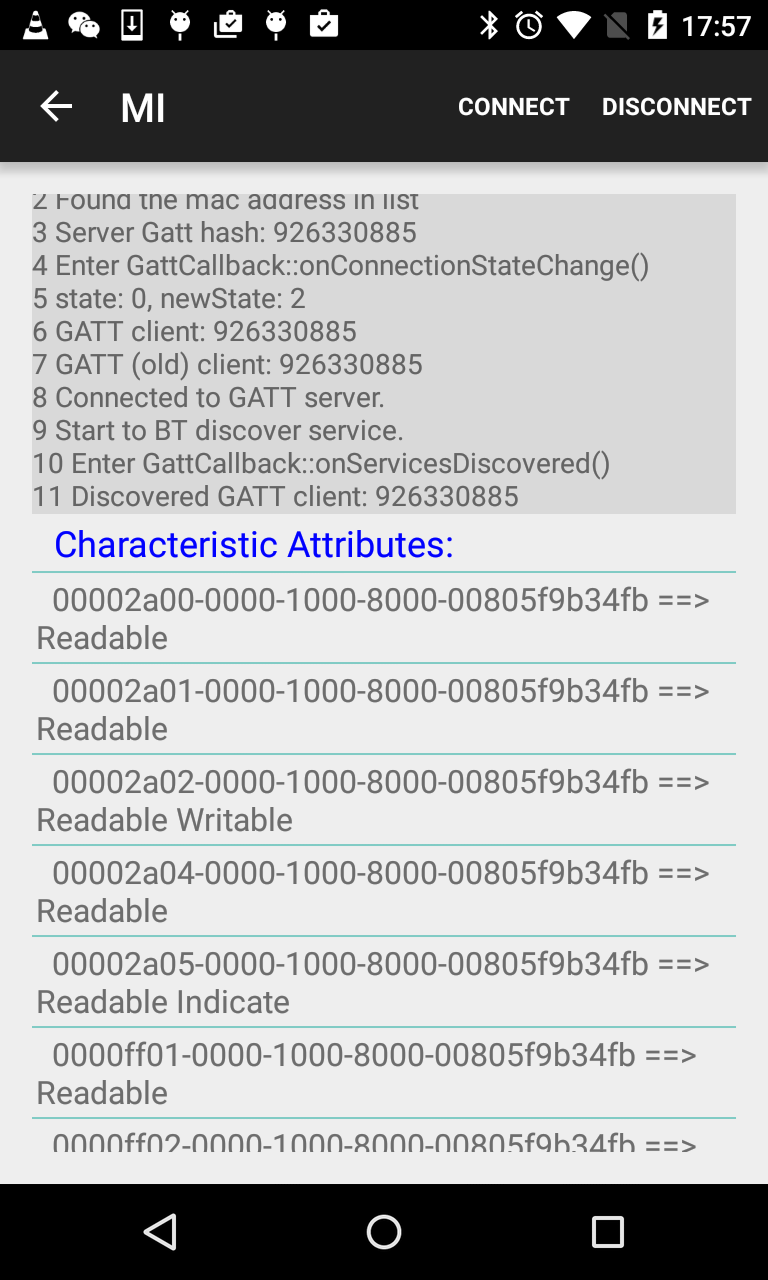 17:57
MI CONNECT DISCONNECT
2 Found the mac address in list
3 Server Gatt hash: 926330885
4 Enter GattCallback::onConnectionStateChange()
5 state: 0, newState: 2
6 GATT client: 926330885
7 GATT (old) client: 926330885
8 Connected to GATT server.
9 Start to BT discover service.
10 Enter GattCallback::onServicesDiscovered()
11 Discovered GATT client: 926330885
Characteristic Attributes:
00002a00-0000-1000-8000-00805f9b34fb ==>
Readable
00002a01-0000-1000-8000-00805f9b34fb ==>
Readable
00002a02-0000-1000-8000-00805f9b34fb ==>
Readable Writable
00002a04-0000-1000-8000-00805f9b34fb ==>
Readable
00002a05-0000-1000-8000-00805f9b34fb ==>
Readable Indicate
0000ff01-0000-1000-8000-00805f9b34fb ==>
Readable
0000ff02-0000-1000-8000-00805f9b34fb ==>